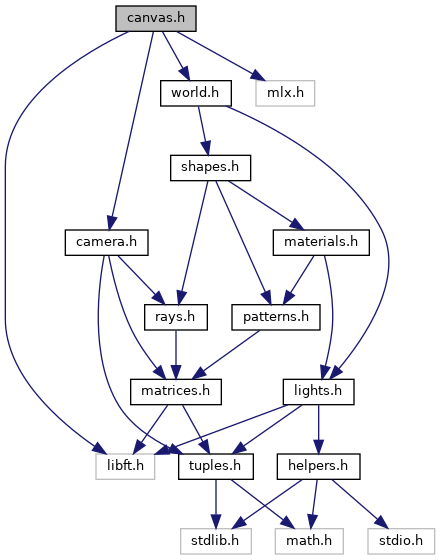 canvas.h
world.h
mlx.h
shapes.h
camera.h
materials.h
rays.h
patterns.h
matrices.h
lights.h
libft.h
tuples.h
helpers.h
stdlib.h
math.h
stdio.h